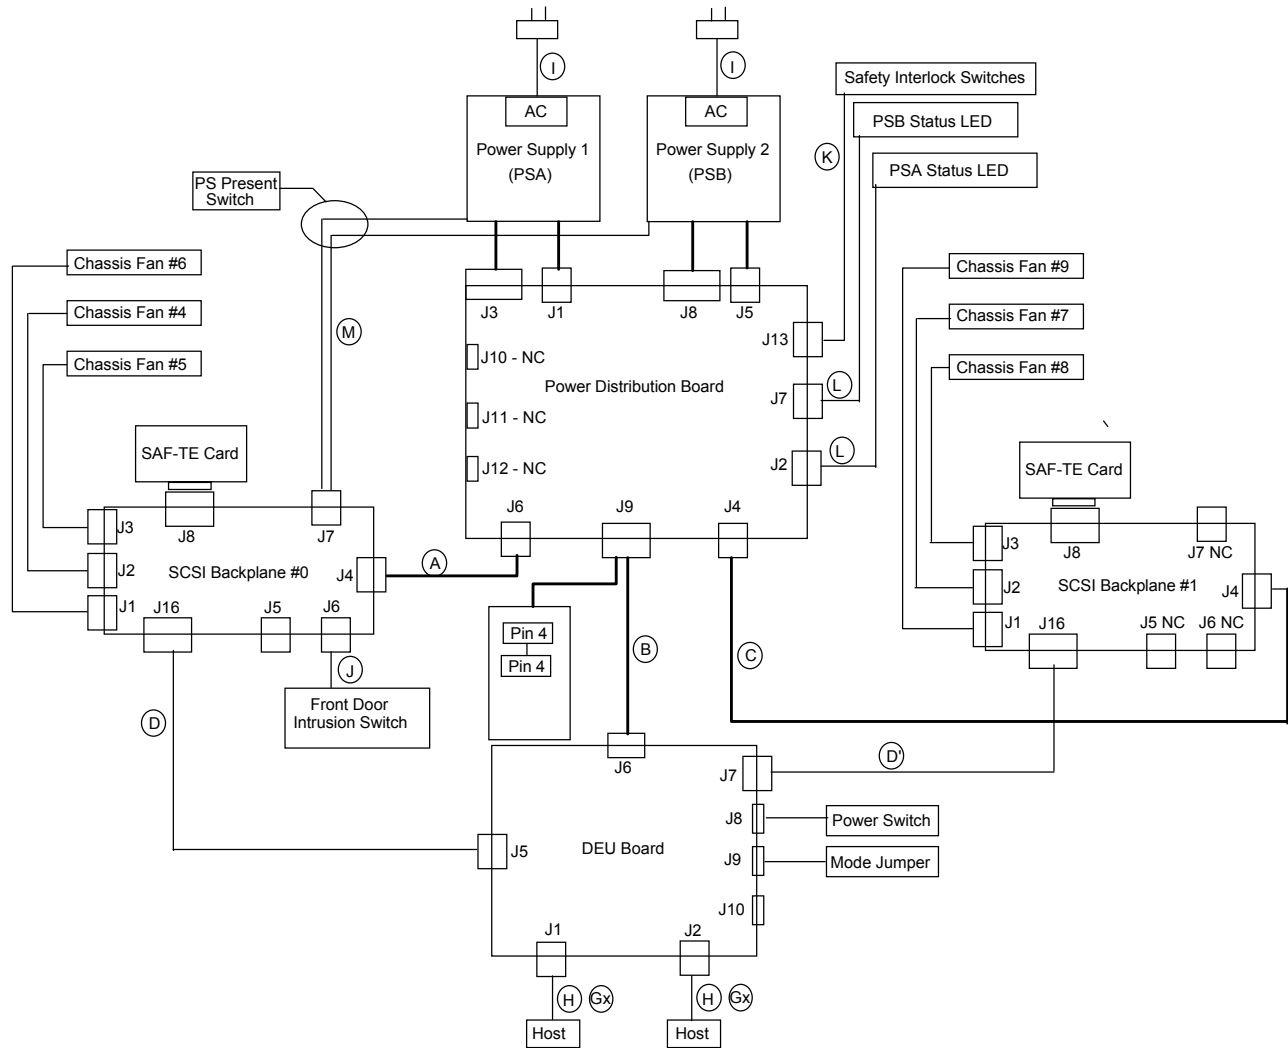 I
I
Safety Interlock Switches
AC
AC
PSB Status LED
Power Supply 1
(PSA)
Power Supply 2
(PSB)
K
PSA Status LED
PS Present
Switch
Chassis Fan #6
Chassis Fan #9
Chassis Fan #4
M
J3
J1
J8
J5
Chassis Fan #7
J13
J10 - NC
Chassis Fan #5
Power Distribution Board
L
Chassis Fan #8
J7
J11 - NC
SAF-TE Card
L
J12 - NC
J2
SAF-TE Card
J6
J9
J4
J3
J8
J7
J3
J8
J7 NC
A
J2
SCSI Backplane #0
J4
J2
SCSI Backplane #1
J4
J1
J16
J5
J6
J1
J16
J5 NC
J6 NC
Pin 4
Pin 4
B
C
J
Front Door
Intrusion Switch
D
D'
J6
J7
J8
Power Switch
J5
DEU Board
J9
Mode Jumper
J10
J1
J2
H
Gx
H
Gx
Host
Host